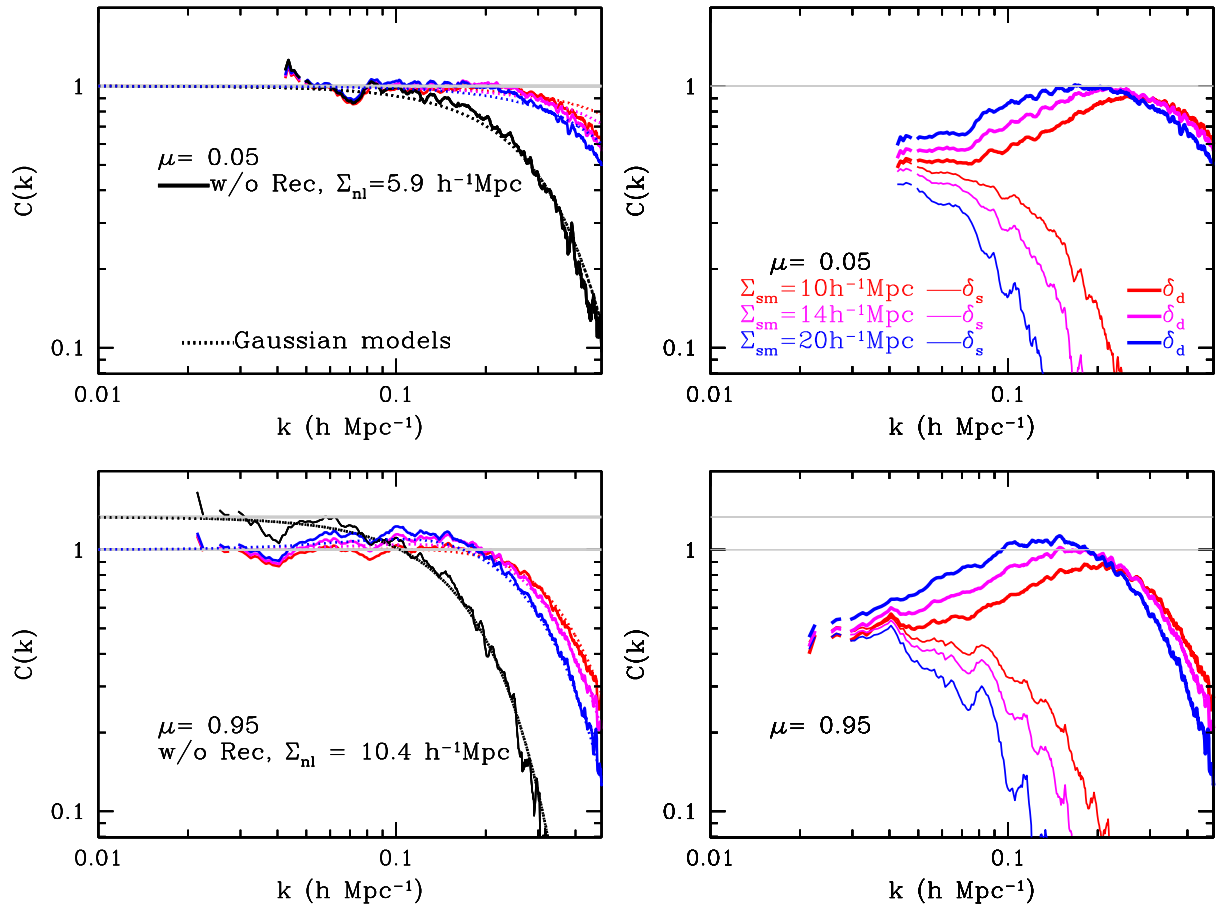 1
0.1
C(k)
μ= 0.05
w/o Rec, Σnl=5.9 h⁻¹Mpc
Gaussian models
0.01
0.1
k (h Mpc⁻¹)
1
0.1
C(k)
μ= 0.05
Σsm=10h⁻¹Mpc δs δd
Σsm=14h⁻¹Mpc δs δd
Σsm=20h⁻¹Mpc δs δd
0.01
0.1
k (h Mpc⁻¹)
1
0.1
C(k)
μ= 0.95
w/o Rec, Σnl = 10.4 h⁻¹Mpc
0.01
0.1
k (h Mpc⁻¹)
1
0.1
C(k)
μ= 0.95
0.01
0.1
k (h Mpc⁻¹)